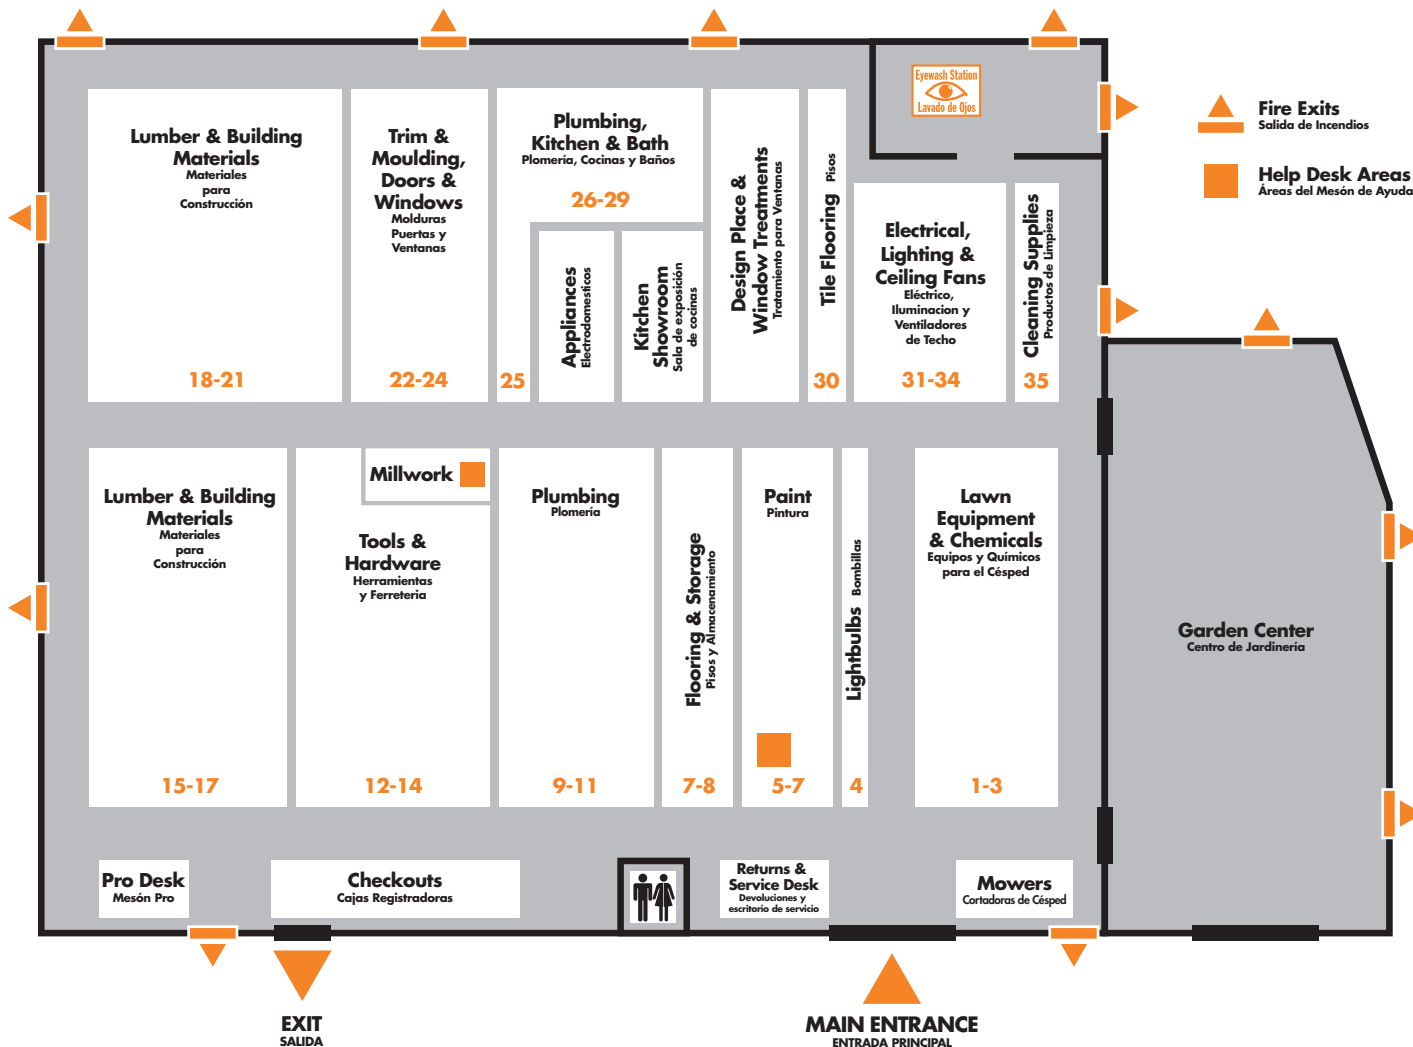 Eyewash Station
Lavado de Ojos
Fire Exits
Salida de Incendios
Help Desk Areas
Áreas del Mesón de Ayuda
Lumber & Building
Materials
Materiales
para
Construcción
18-21
Trim &
Moulding,
Doors &
Windows
Molduras
Puertas y
Ventanas
22-24
Plumbing,
Kitchen & Bath
Plomería, Cocinas y Baños
26-29
25
Appliances
Electrodomesticos
Kitchen
Showroom
Sala de exposición
de cocinas
Design Place &
Window Treatments
Tratamiento para Ventanas
Tile Flooring Pisos
30
Electrical,
Lighting &
Ceiling Fans
Eléctrico,
Iluminacion y
Ventiladores
de Techo
31-34
Cleaning Supplies
Productos de Limpieza
35
Lumber & Building
Materials
Materiales
para
Construcción
15-17
Millwork
Tools &
Hardware
Herramientas
y Ferreteria
12-14
Plumbing
Plomería
9-11
Flooring & Storage
Pisos y Almacenamiento
7-8
Paint
Pintura
5-7
Lightbulbs Bombillas
4
Lawn
Equipment
& Chemicals
Equipos y Químicos
para el Césped
1-3
Garden Center
Centro de Jardinería
Pro Desk
Mesón Pro
Checkouts
Cajas Registradoras
Returns &
Service Desk
Devoluciones y
escritorio de servicio
Mowers
Cortadoras de Césped
EXIT
SALIDA
MAIN ENTRANCE
ENTRADA PRINCIPAL